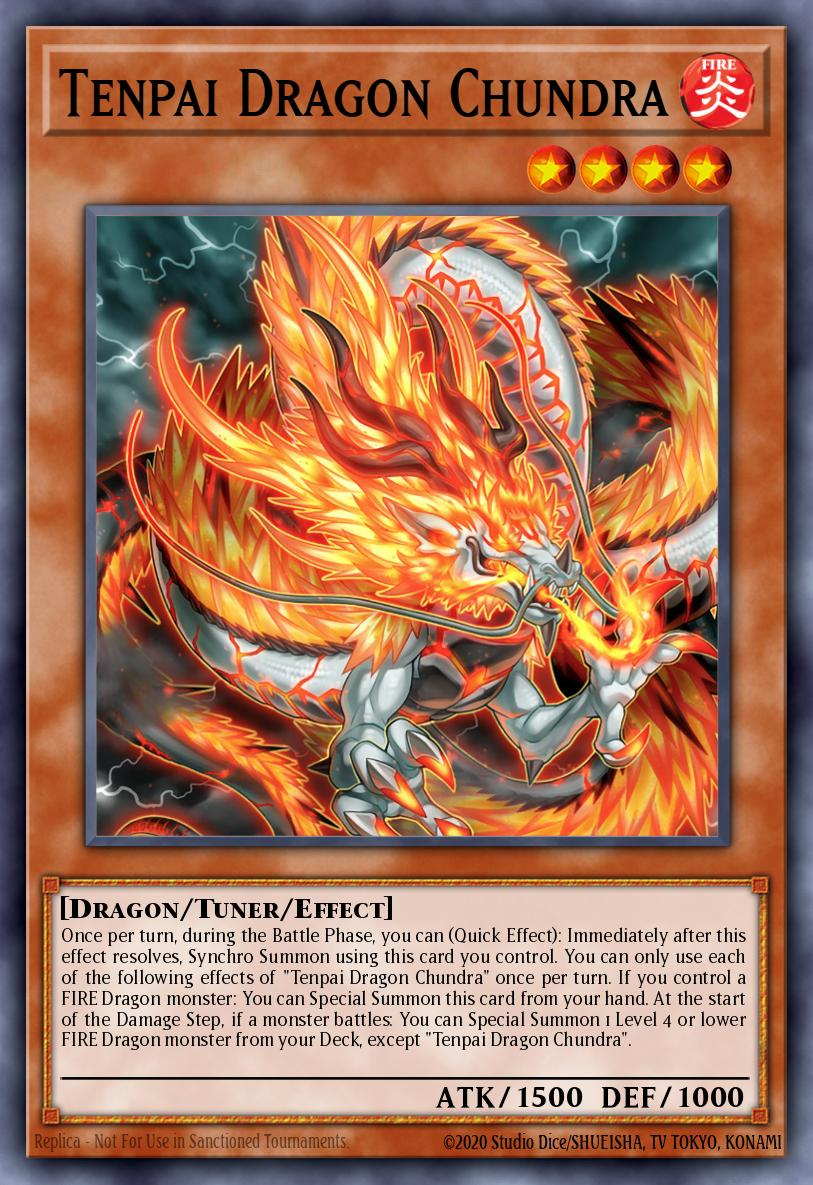 Tenpai Dragon Chundra
FIRE
炎
[Dragon/Tuner/Effect]
Once per turn, during the Battle Phase, you can (Quick Effect): Immediately after this
effect resolves, Synchro Summon using this card you control. You can only use each
of the following effects of "Tenpai Dragon Chundra" once per turn. If you control a
FIRE Dragon monster: You can Special Summon this card from your hand. At the start
of the Damage Step, if a monster battles: You can Special Summon 1 Level 4 or lower
FIRE Dragon monster from your Deck, except "Tenpai Dragon Chundra".
ATK/1500 DEF/1000
Replica - Not For Use in Sanctioned Tournaments.
©2020 Studio Dice/SHUEISHA, TV TOKYO, KONAMI